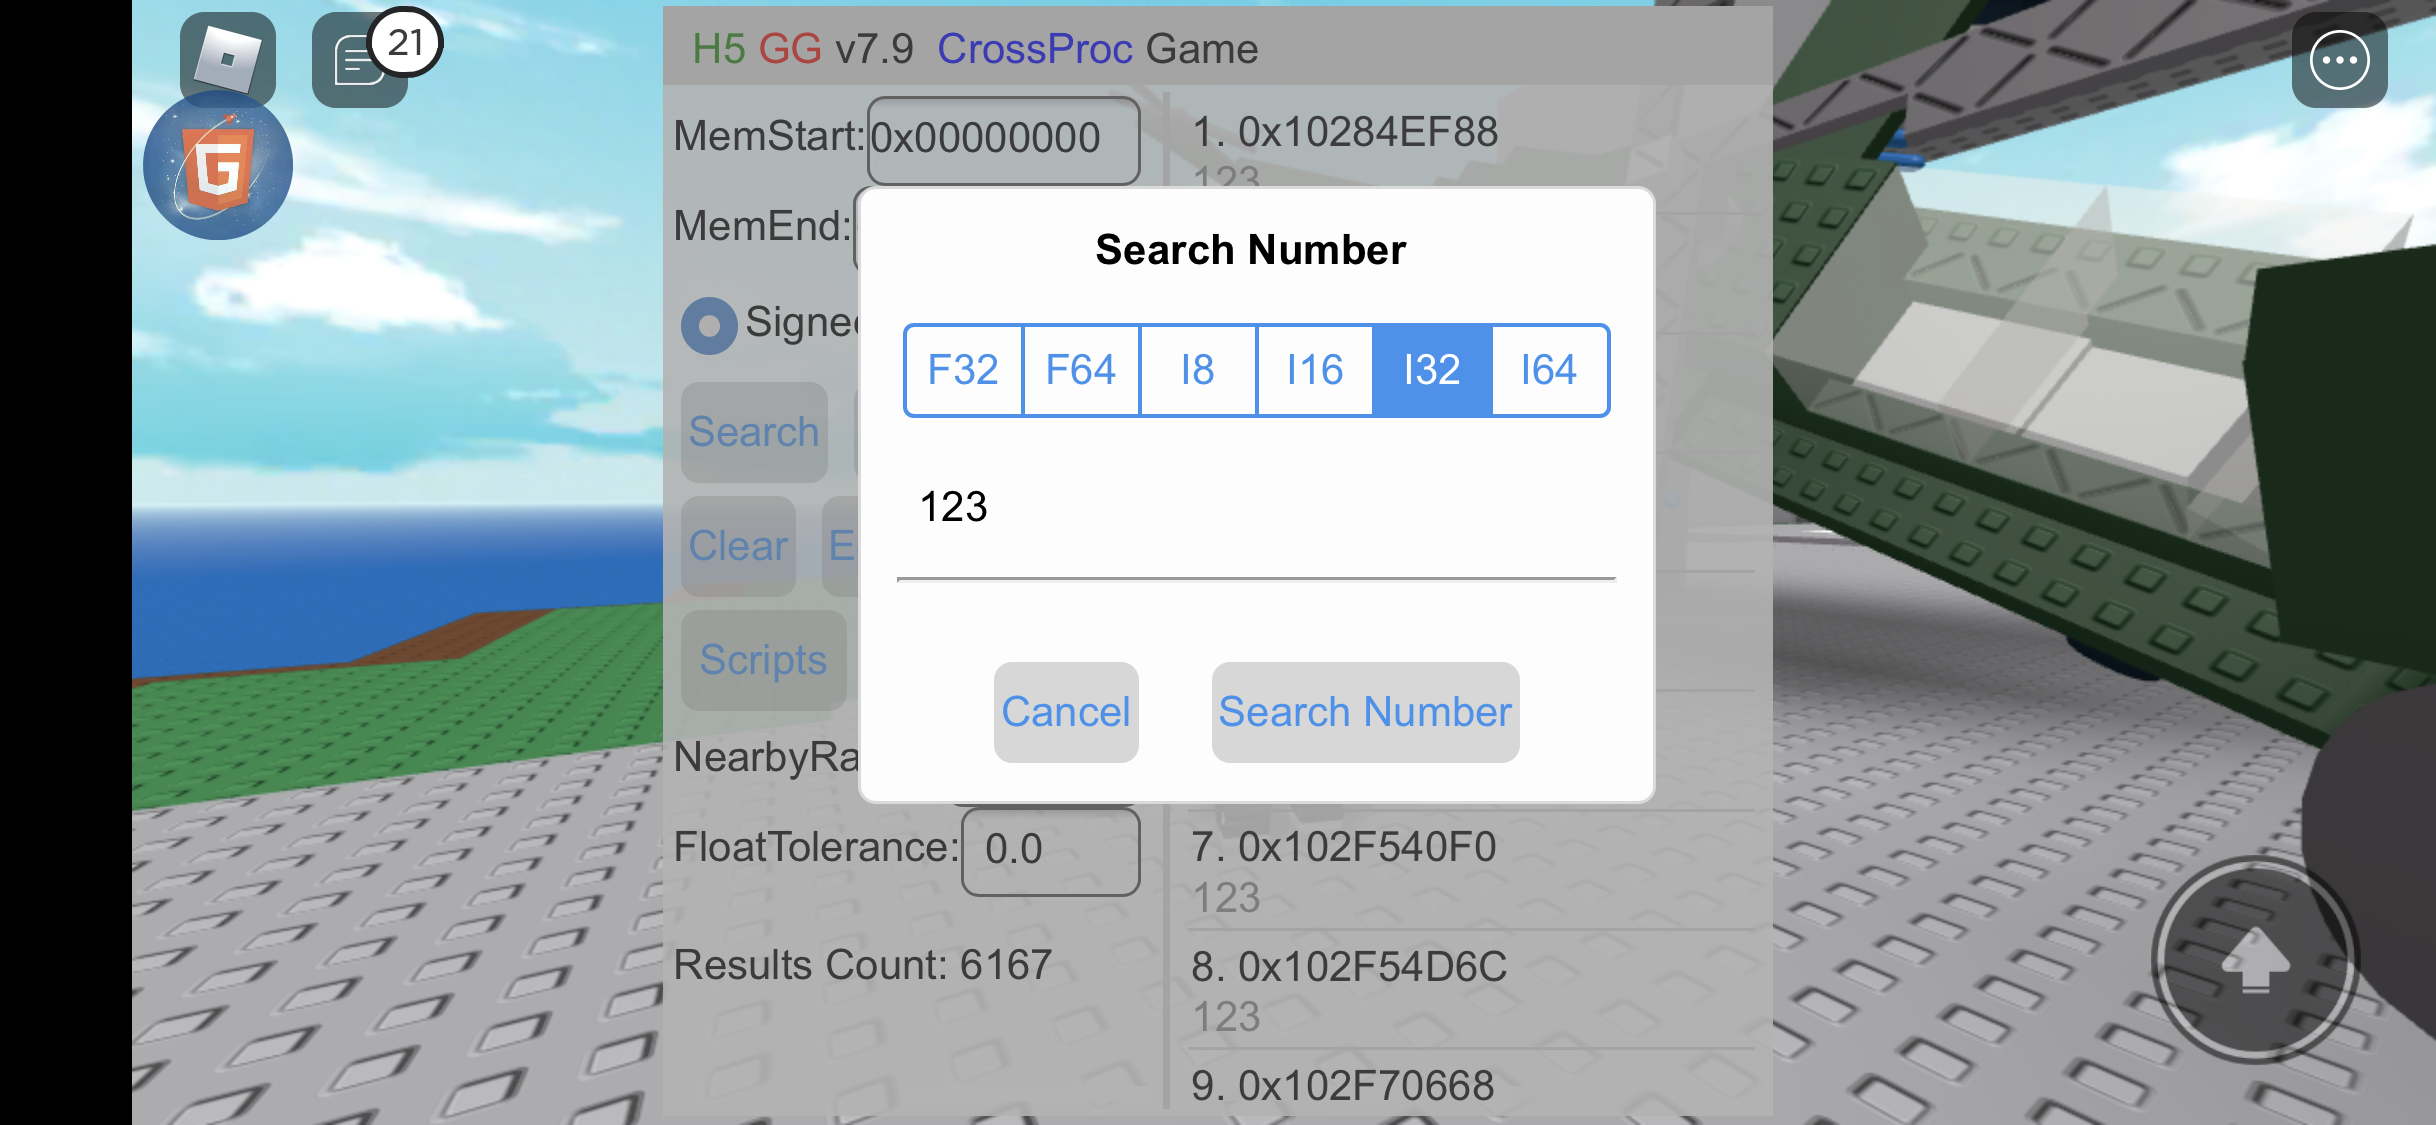 21
H5 GG v7.9 CrossProc Game
MemStart: 0x00000000
1. 0x10284EF88
123
MemEnd:
Search Number
Signed
F32 F64 I8 I16 I32 I64
Search
123
Clear
Scripts
Cancel Search Number
NearbyRa
FloatTolerance: 0.0
7. 0x102F540F0
123
Results Count: 6167
8. 0x102F54D6C
123
9. 0x102F70668